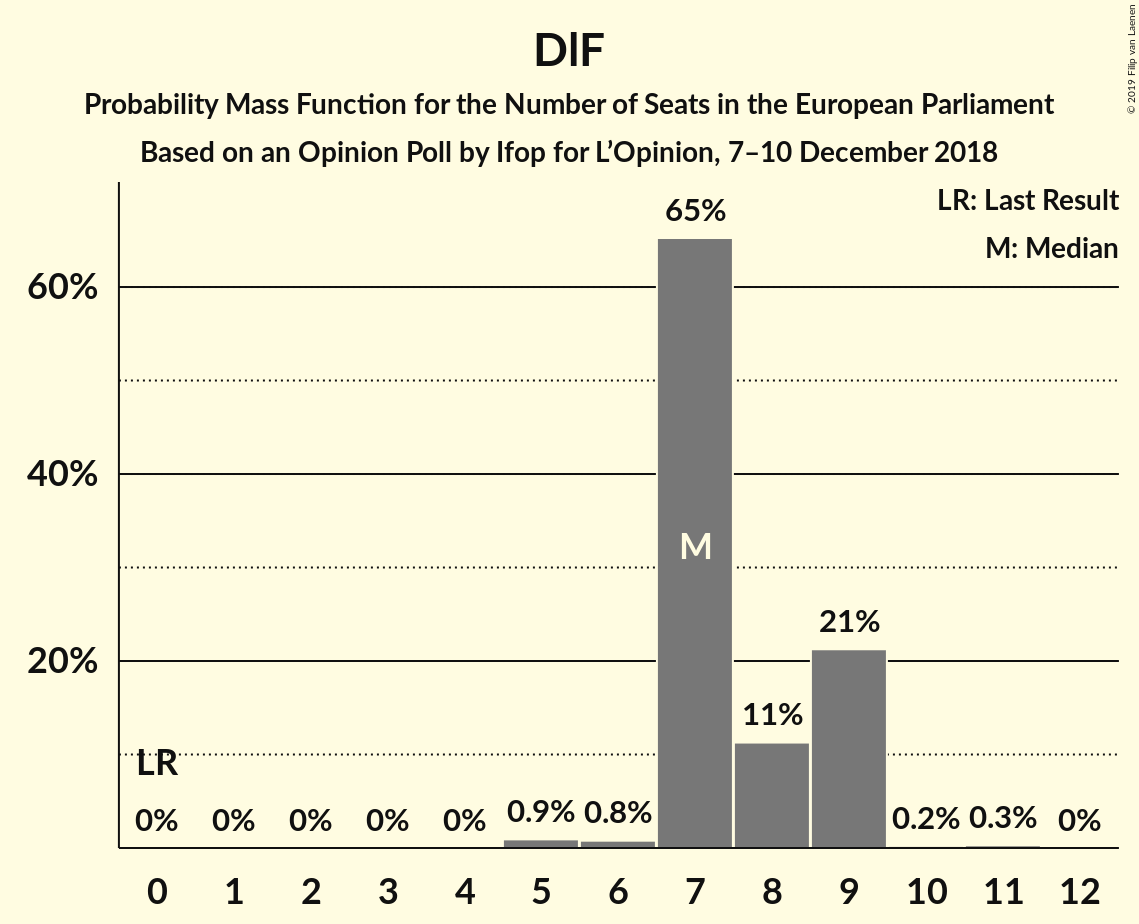 DlF
Probability Mass Function for the Number of Seats in the European Parliament
Based on an Opinion Poll by Ifop for L’Opinion, 7–10 December 2018
© 2019 Filip van Laenen
LR: Last Result
M: Median
65%
60%
40%
M
21%
20%
11%
LR
0% 0% 0% 0% 0% 0.9% 0.8% 0.2% 0.3% 0%
0 1 2 3 4 5 6 7 8 9 10 11 12